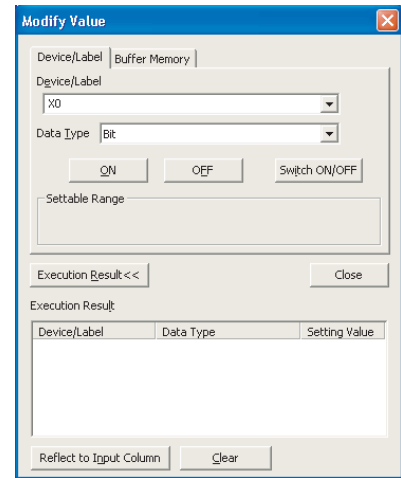 Modify Value
Device/Label Buffer Memory
Device/Label
X0
Data Type Bit
ON OFF Switch ON/OFF
Settable Range
Execution Result<< Close
Execution Result
Device/Label Data Type Setting Value
Reflect to Input Column Clear